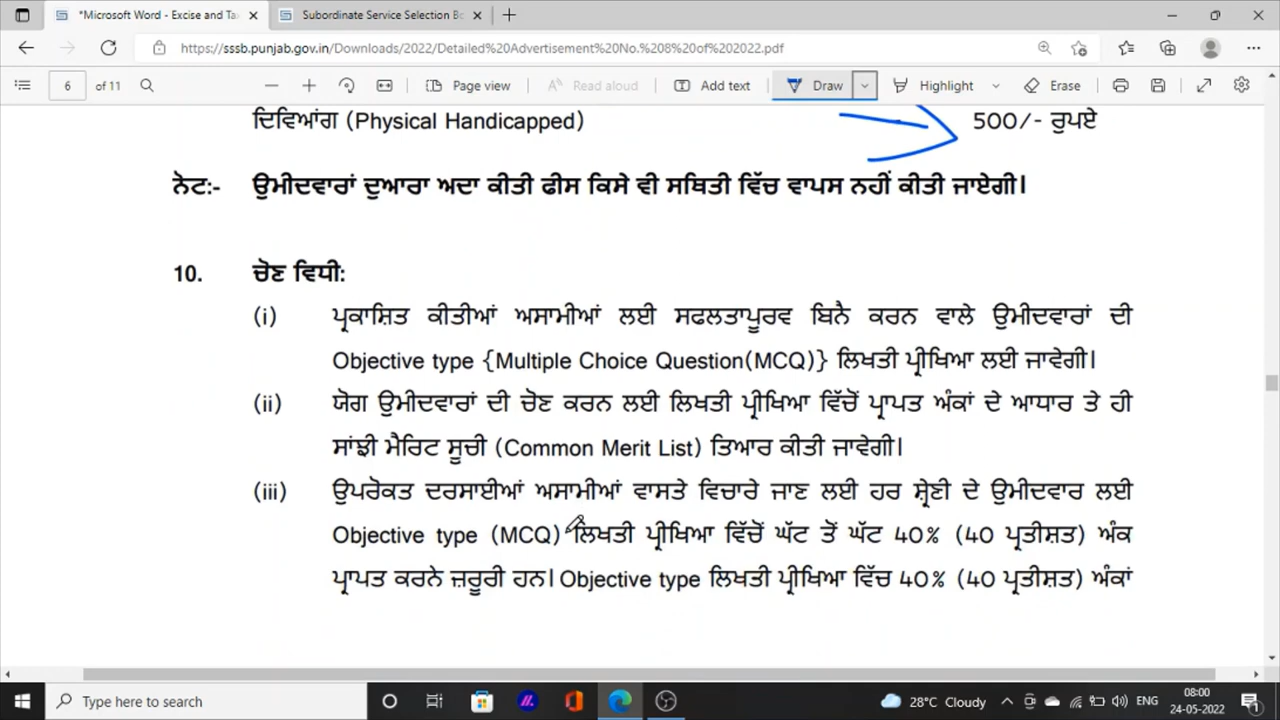 *Microsoft Word - Excise and Ta
Subordinate Service Selection Bo
https://sssb.punjab.gov.in/Downloads/2022/Detailed%20Advertisement%20No.%208%20of%202022.pdf
6 of 11 Page view Read aloud Add text Draw Highlight Erase
ਦਿਵਿਆਂਗ (Physical Handicapped) 500/- ਰੁਪਏ
ਨੋਟ:- ਉਮੀਦਵਾਰਾਂ ਦੁਆਰਾ ਅਦਾ ਕੀਤੀ ਫੀਸ ਕਿਸੇ ਵੀ ਸਥਿਤੀ ਵਿੱਚ ਵਾਪਸ ਨਹੀਂ ਕੀਤੀ ਜਾਏਗੀ।
10. ਚੋਣ ਵਿਧੀ:
(i) ਪ੍ਰਕਾਸ਼ਿਤ ਕੀਤੀਆਂ ਅਸਾਮੀਆਂ ਲਈ ਸਫਲਤਾਪੂਰਵ ਬਿਨੈ ਕਰਨ ਵਾਲੇ ਉਮੀਦਵਾਰਾਂ ਦੀ
Objective type {Multiple Choice Question(MCQ)} ਲਿਖਤੀ ਪ੍ਰੀਖਿਆ ਲਈ ਜਾਵੇਗੀ।
(ii) ਯੋਗ ਉਮੀਦਵਾਰਾਂ ਦੀ ਚੋਣ ਕਰਨ ਲਈ ਲਿਖਤੀ ਪ੍ਰੀਖਿਆ ਵਿੱਚੋਂ ਪ੍ਰਾਪਤ ਅੰਕਾਂ ਦੇ ਆਧਾਰ ਤੇ ਹੀ
ਸਾਂਝੀ ਮੈਰਿਟ ਸੂਚੀ (Common Merit List) ਤਿਆਰ ਕੀਤੀ ਜਾਵੇਗੀ।
(iii) ਉਪਰੋਕਤ ਦਰਸਾਈਆਂ ਅਸਾਮੀਆਂ ਵਾਸਤੇ ਵਿਚਾਰੇ ਜਾਣ ਲਈ ਹਰ ਸ਼੍ਰੇਣੀ ਦੇ ਉਮੀਦਵਾਰ ਲਈ
Objective type (MCQ) ਲਿਖਤੀ ਪ੍ਰੀਖਿਆ ਵਿੱਚੋਂ ਘੱਟ ਤੋਂ ਘੱਟ 40% (40 ਪ੍ਰਤੀਸ਼ਤ) ਅੰਕ
ਪ੍ਰਾਪਤ ਕਰਨੇ ਜ਼ਰੂਰੀ ਹਨ। Objective type ਲਿਖਤੀ ਪ੍ਰੀਖਿਆ ਵਿੱਚ 40% (40 ਪ੍ਰਤੀਸ਼ਤ) ਅੰਕਾਂ
Type here to search 28°C Cloudy ENG 08:00
24-05-2022